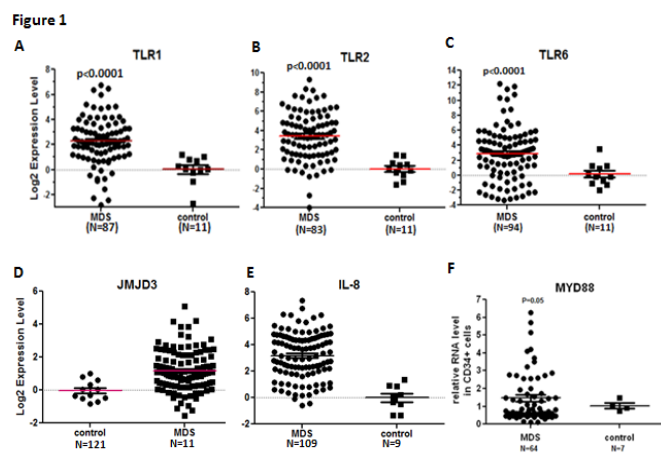 Figure 1
A
TLR1
p<0.0001
Log2 Expression Level
8
6
4
2
0
-2
MDS
(N=87)
control
(N=11)
B
TLR2
p<0.0001
10
8
6
4
2
0
-2
-4
MDS
(N=83)
control
(N=11)
C
TLR6
p<0.0001
14
12
10
8
6
4
2
0
-2
-4
MDS
(N=94)
control
(N=11)
D
JMJD3
Log2 Expression Level
6
4
2
0
-2
control
N=121
MDS
N=11
E
IL-8
8
6
4
2
0
-2
MDS
N=109
control
N=9
F
MYD88
P=0.05
relative RNA level
in CD34+ cells
7
6
5
4
3
2
1
0
MDS
N=64
control
N=7